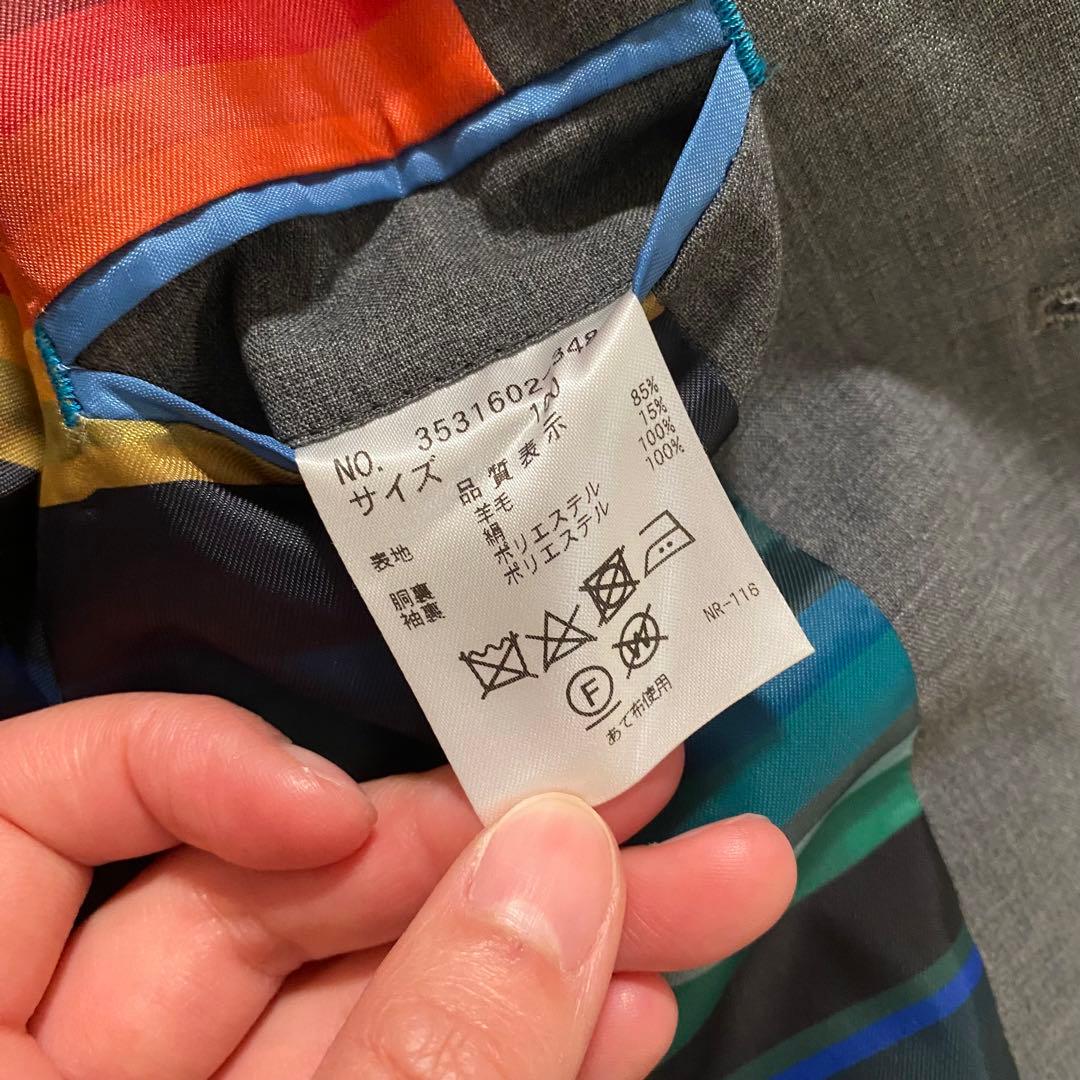 NO. 3531602 348
サイズ
品質表示
表地 羊毛 85%
絹 15%
胴裏 ポリエステル 100%
袖裏 ポリエステル 100%
F
W
あて布使用
NR-116